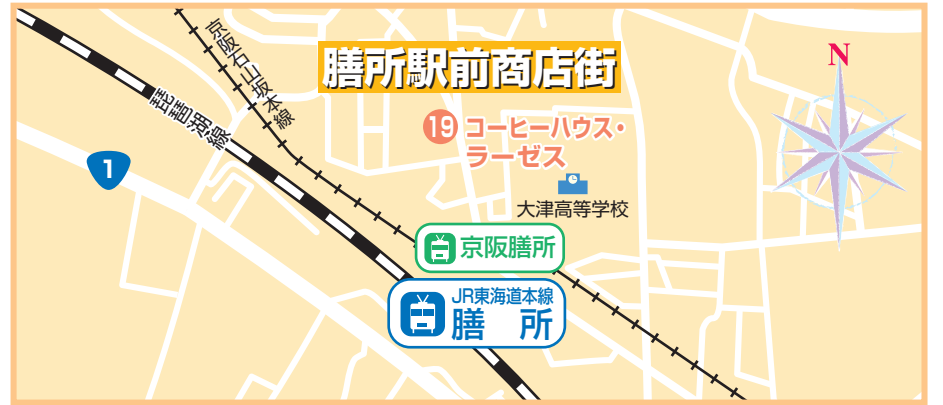 膳所駅前商店街
N
京阪石山坂本線
琵琶湖線
19 コーヒーハウス・
ラーゼス
1
大津高等学校
京阪膳所
JR東海道本線
膳 所